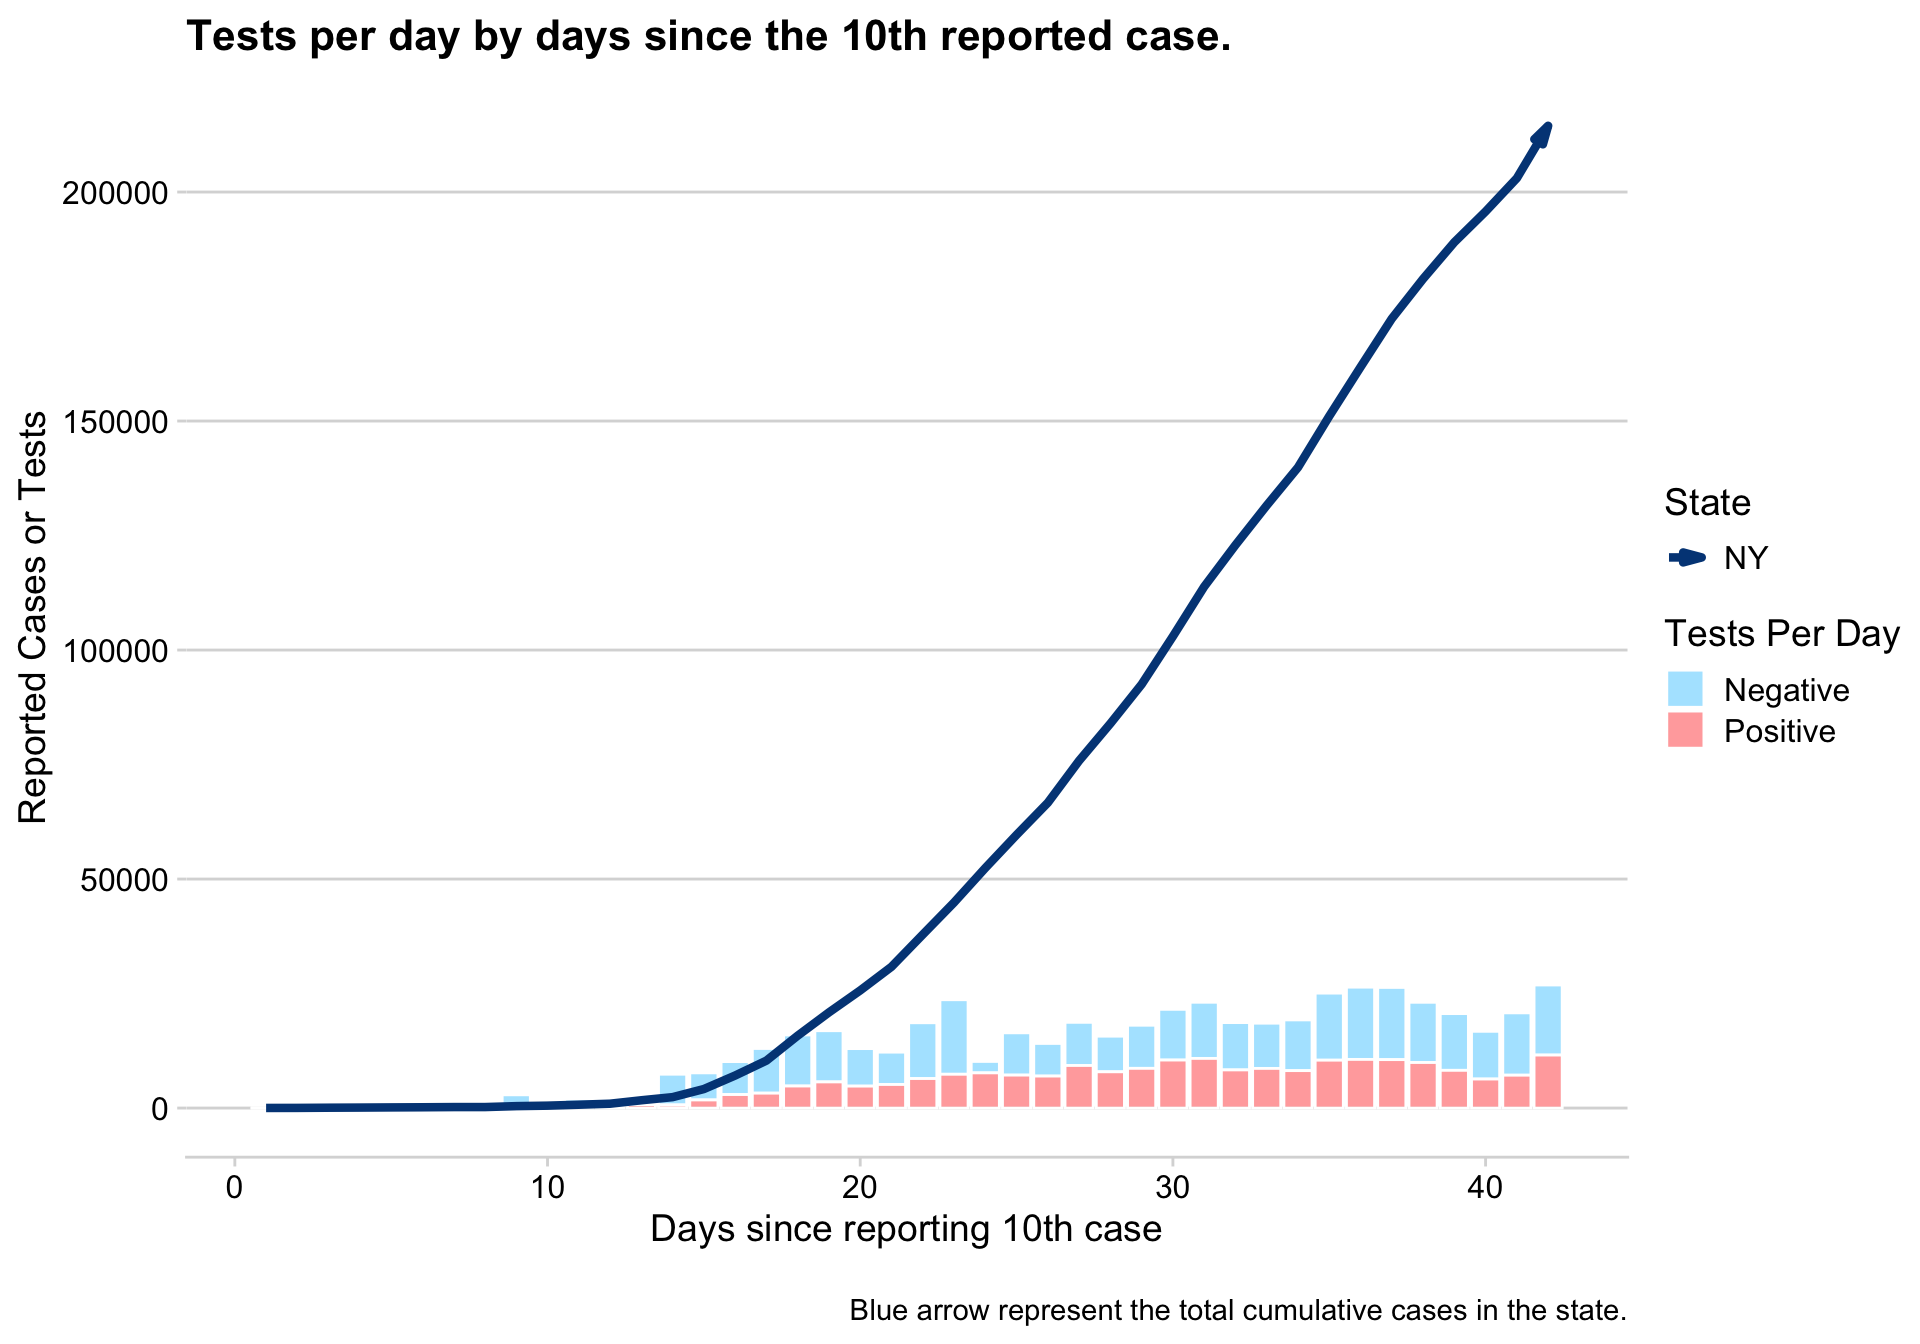 Tests per day by days since the 10th reported case.
200000
150000
100000
50000
0
Reported Cases or Tests
0 10 20 30 40
Days since reporting 10th case
State
NY
Tests Per Day
Negative
Positive
Blue arrow represent the total cumulative cases in the state.